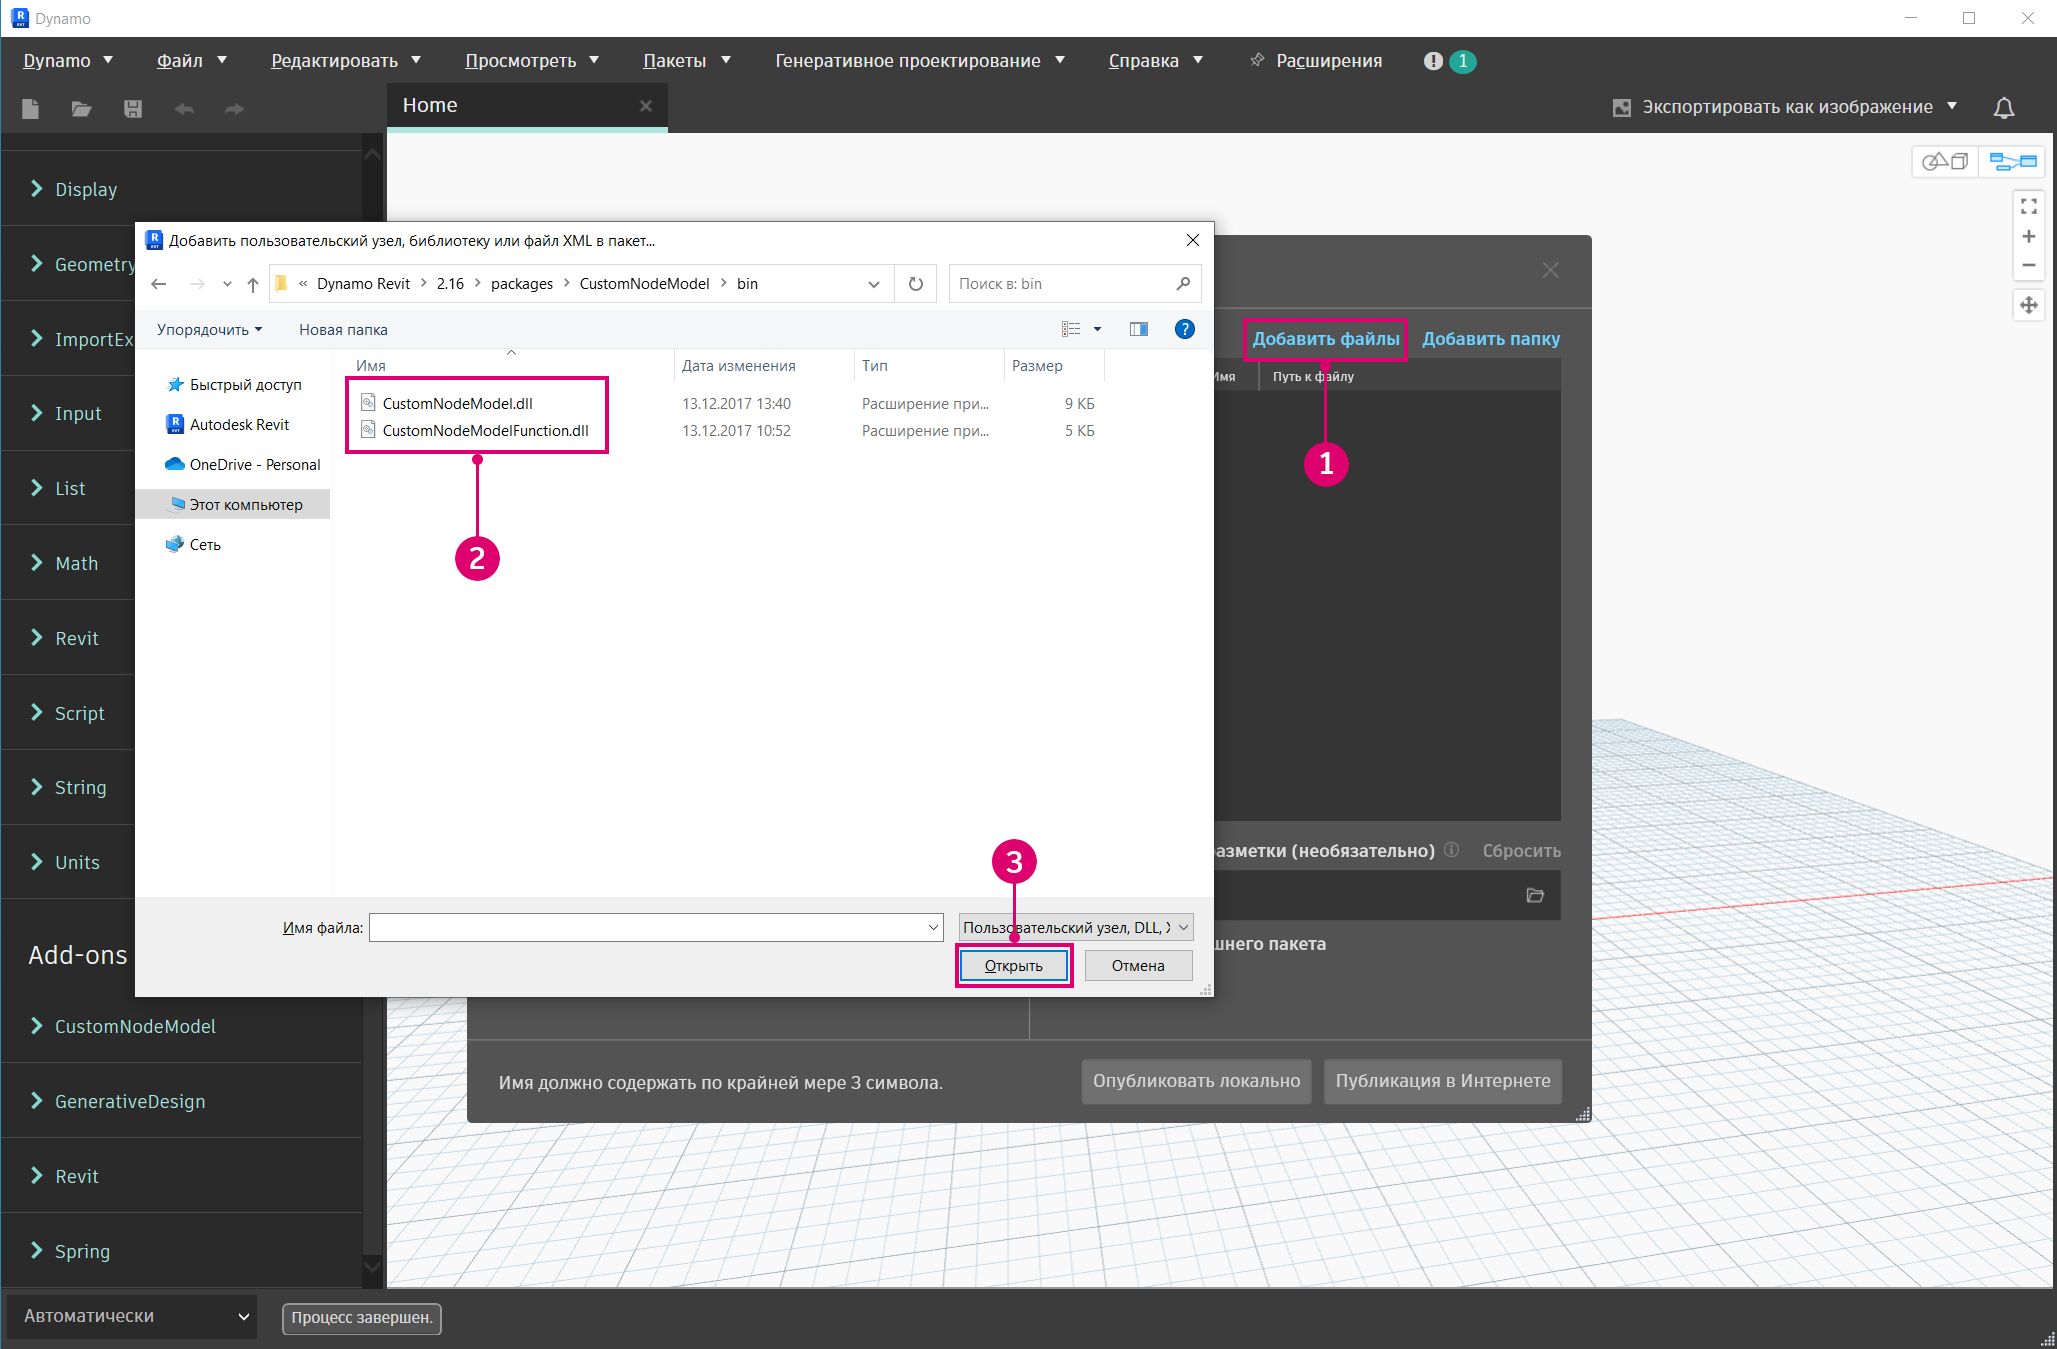 Dynamo
Dynamo Файл Редактировать Просмотреть Пакеты Генеративное проектирование Справка Расширения ! 1
Home
Экспортировать как изображение
Display
Geometry
ImportEx
Input
List
Math
Revit
Script
String
Units
Add-ons
CustomNodeModel
GenerativeDesign
Revit
Spring
Добавить пользовательский узел, библиотеку или файл XML в пакет...
« Dynamo Revit > 2.16 > packages > CustomNodeModel > bin
Поиск в: bin
Упорядочить Новая папка
?
Имя Дата изменения Тип Размер
Быстрый доступ
Autodesk Revit
OneDrive - Personal
Этот компьютер
Сеть
CustomNodeModel.dll 13.12.2017 13:40 Расширение при... 9 КБ
CustomNodeModelFunction.dll 13.12.2017 10:52 Расширение при... 5 КБ
2
3
Имя файла:
Пользовательский узел, DLL, X
Открыть Отмена
Добавить файлы Добавить папку
Имя Путь к файлу
1
разметки (необязательно) Сбросить
шнего пакета
Имя должно содержать по крайней мере 3 символа.
Опубликовать локально Публикация в Интернете
Автоматически Процесс завершен.